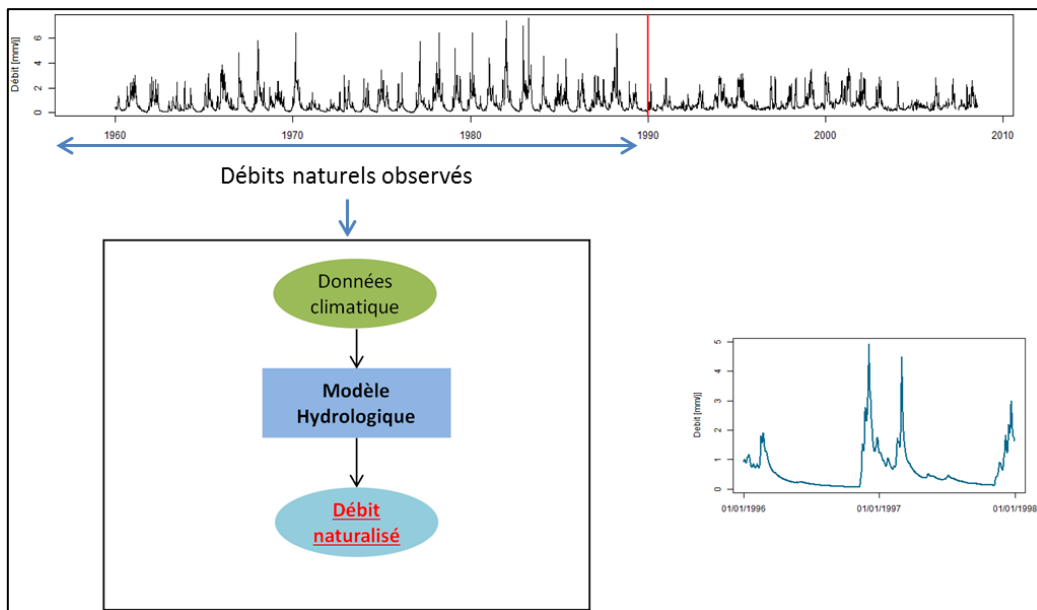 Débit [mm/j]
6
4
2
0
1960 1970 1980 1990 2000 2010
Débits naturels observés
Données
climatique
Modèle
Hydrologique
Débit
naturalisé
Debit [mm/j]
5
4
3
2
1
0
01/01/1996 01/01/1997 01/01/1998